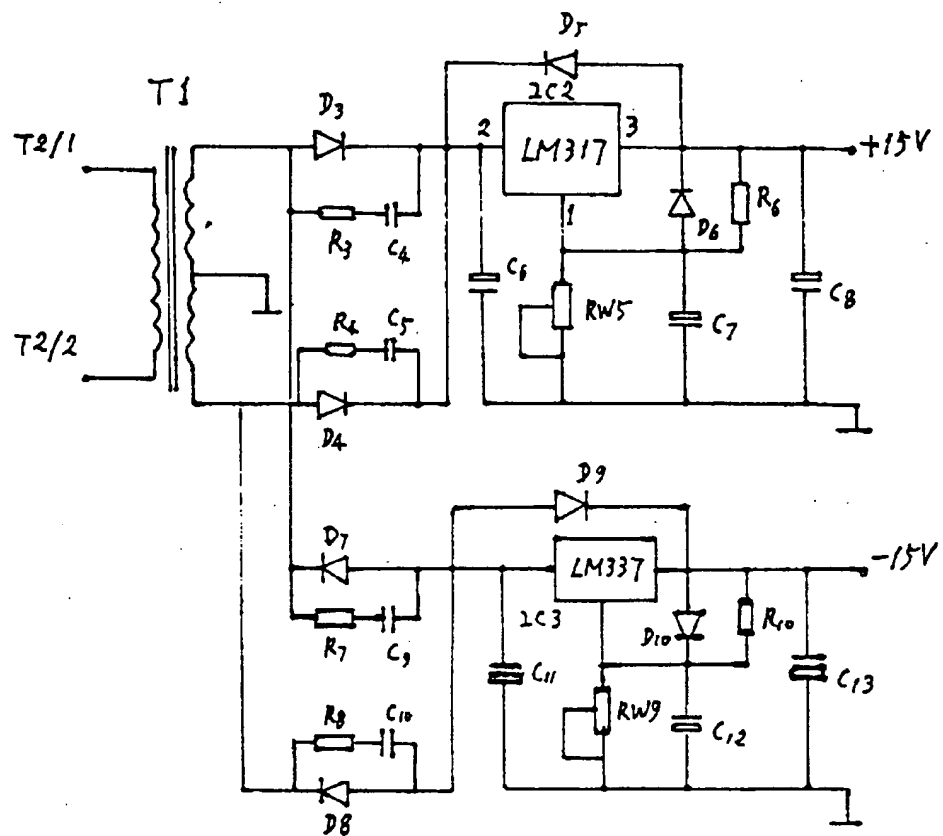 D5
T1
2C2
D3
T2/1
2
LM317
3
+15V
1
R3
C4
D6
R6
C6
RW5
C7
C8
R4
C5
T2/2
D4
D9
D7
LM337
-15V
2C3
R7
C9
D10
R10
C11
C13
R8
C10
RW9
C12
D8